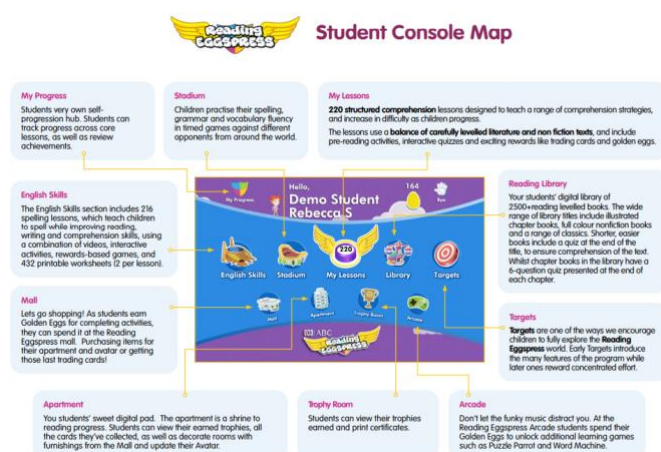 Reading
EGGSPRESS
Student Console Map
My Progress
Students very own self-
progression hub. Students can
track progress across core
lessons, as well as review
achievements.
Stadium
Children practise their spelling,
grammar and vocabulary fluency
in timed games against different
opponents from around the world.
My Lessons
220 structured comprehension lessons designed to teach a range of comprehension strategies,
and increase in difficulty as children progress.
The lessons use a balance of carefully levelled literature and non fiction texts, and include
pre-reading activities, interactive quizzes and exciting rewards like trading cards and golden eggs.
English Skills
The English Skills section includes 216
spelling lessons, which teach children
to spell while improving reading,
writing and comprehension skills, using
a combination of videos, interactive
activities, rewards-based games, and
432 printable worksheets (2 per lesson).
Mall
Lets go shopping! As students earn
Golden Eggs for completing activities,
they can spend it at the Reading
Eggspress mall. Purchasing items for
their apartment and avatar or getting
those last trading cards!
My Progress
Hello,
Demo Student
Rebecca S
164
Bye
English Skills
Stadium
220
My Lessons
Library
Targets
Mall
Apartment
Trophy Room
Arcade
ABC
Reading
EGGSPRESS
Reading Library
Your students' digital library of
2500+reading levelled books. The wide
range of library titles include illustrated
chapter books, full colour nonfiction books
and a range of classics. Shorter, easier
books include a quiz at the end of the
title, to ensure comprehension of the text.
Whilst chapter books in the library have a
6-question quiz presented at the end of
each chapter.
Targets
Targets are one of the ways we encourage
children to fully explore the Reading
Eggspress world. Early Targets introduce
the many features of the program while
later ones reward concentrated effort.
Apartment
You students' sweet digital pad. The apartment is a shrine to
reading progress. Students can view their earned trophies, all
the cards they've collected, as well as decorate rooms with
furnishings from the Mall and update their Avatar.
Trophy Room
Students can view their trophies
earned and print certificates.
Arcade
Don't let the funky music distract you. At the
Reading Eggspress Arcade students spend their
Golden Eggs to unlock additional learning games
such as Puzzle Parrot and Word Machine.